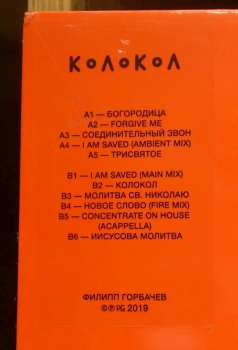 КОЛОКОЛ
A1 — БОГОРОДИЦА
A2 — FORGIVE ME
A3 — СОЕДИНИТЕЛЬНЫЙ ЗВОН
A4 — I AM SAVED (AMBIENT MIX)
A5 — ТРИСВЯТОЕ
B1 — I AM SAVED (MAIN MIX)
B2 — КОЛОКОЛ
B3 — МОЛИТВА СВ. НИКОЛАЮ
B4 — НОВОЕ СЛОВО (FIRE MIX)
B5 — CONCENTRATE ON HOUSE
(ACAPPELLA)
B6 — ИИСУСОВА МОЛИТВА
ФИЛИПП ГОРБАЧЕВ
©℗ PG 2019